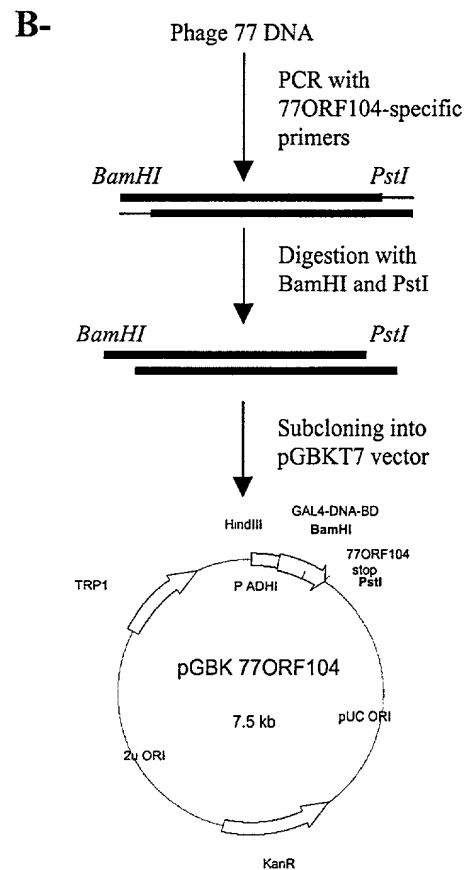 B-
Phage 77 DNA
PCR with
77ORF104-specific
primers
BamHI
PstI
Digestion with
BamHI and PstI
BamHI
PstI
Subcloning into
pGBKT7 vector
GAL4-DNA-BD
HindIII
BamHI
77ORF104
stop
PstI
TRP1
P ADHI
pGBK 77ORF104
7.5 kb
pUC ORI
2u ORI
KanR